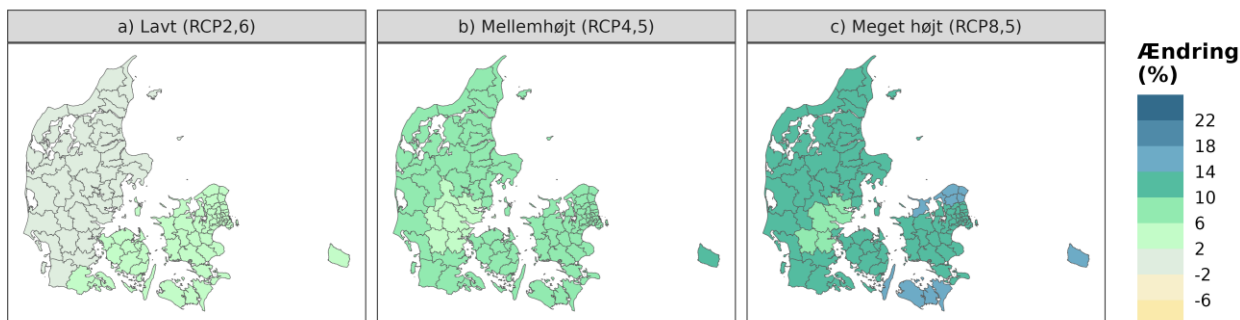 a) Lavt (RCP2,6)
b) Mellemhøjt (RCP4,5)
c) Meget højt (RCP8,5)
Ændring
(%)
22
18
14
10
6
2
-2
-6